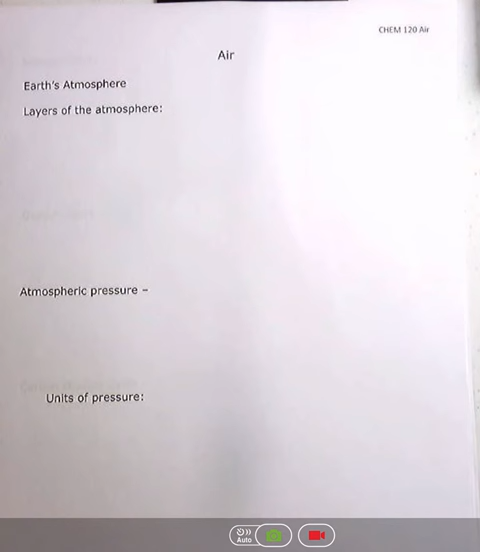 CHEM 120 Air
Air
Earth's Atmosphere
Layers of the atmosphere:
Atmospheric pressure –
Units of pressure:
Auto